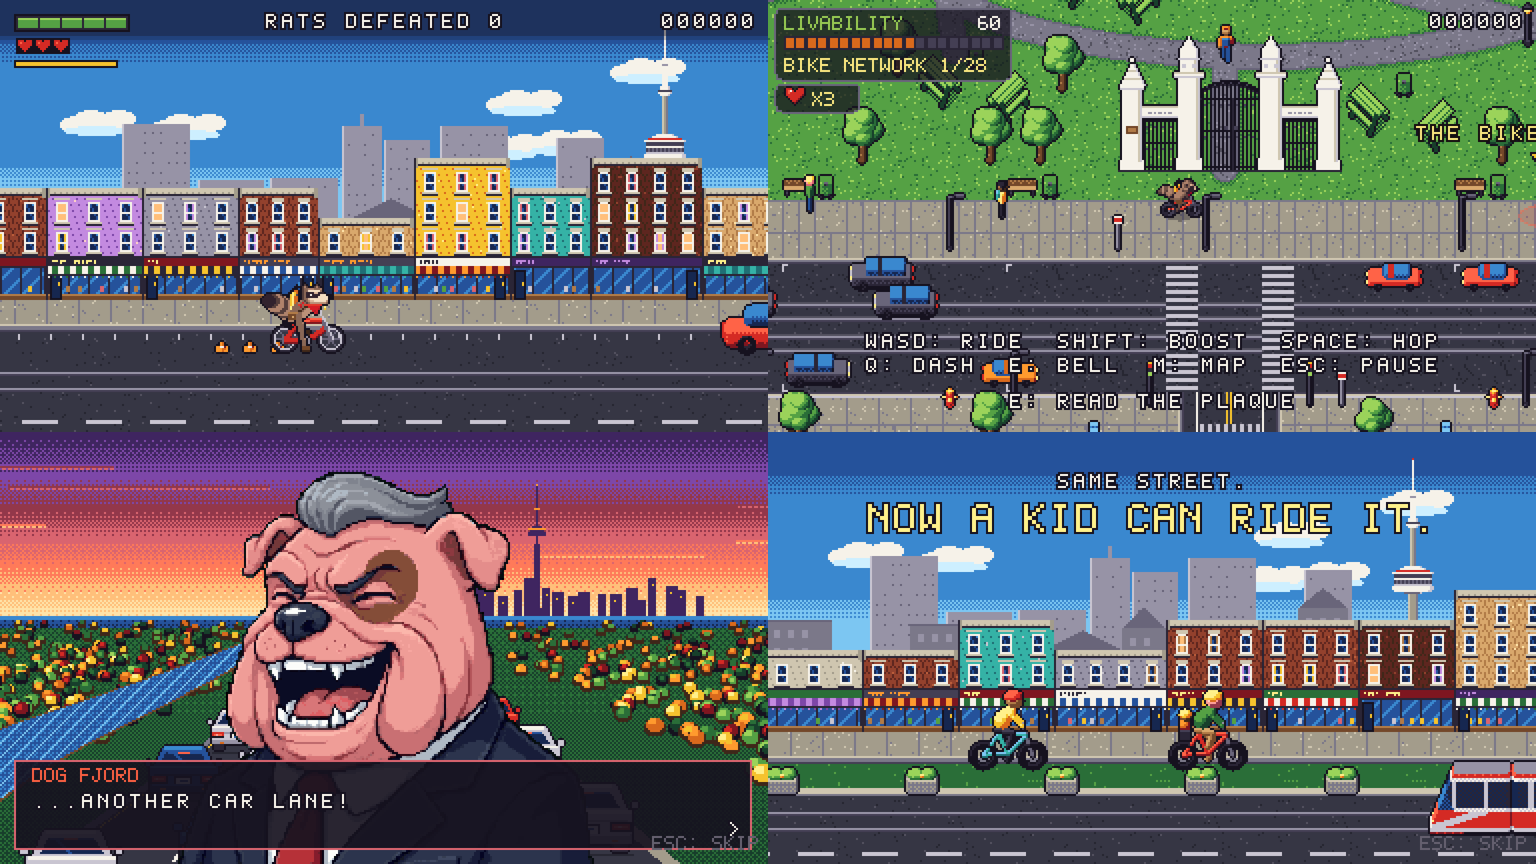 RATS DEFEATED 0
000000
LIVABILITY 60
BIKE NETWORK 1/28
X3
000000
THE BIKE
WASD: RIDE SHIFT: BOOST SPACE: HOP
Q: DASH E: BELL M: MAP ESC: PAUSE
E: READ THE PLAQUE
DOG FJORD
...ANOTHER CAR LANE!
ESC: SKIP
SAME STREET.
NOW A KID CAN RIDE IT.
ESC: SKIP